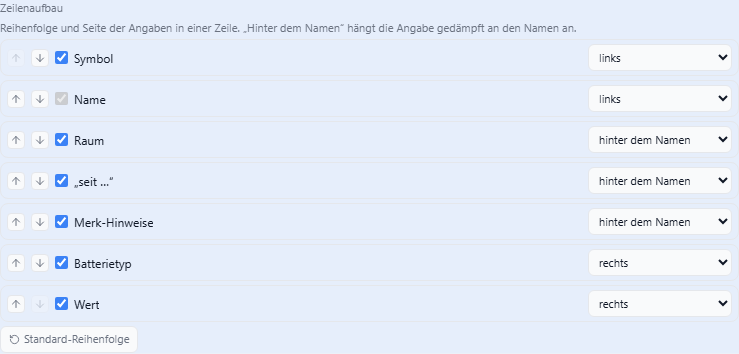 Zeilenaufbau
Reihenfolge und Seite der Angaben in einer Zeile. „Hinter dem Namen“ hängt die Angabe gedämpft an den Namen an.
Symbol links
Name links
Raum hinter dem Namen
„seit ...“ hinter dem Namen
Merk-Hinweise hinter dem Namen
Batterietyp rechts
Wert rechts
Standard-Reihenfolge